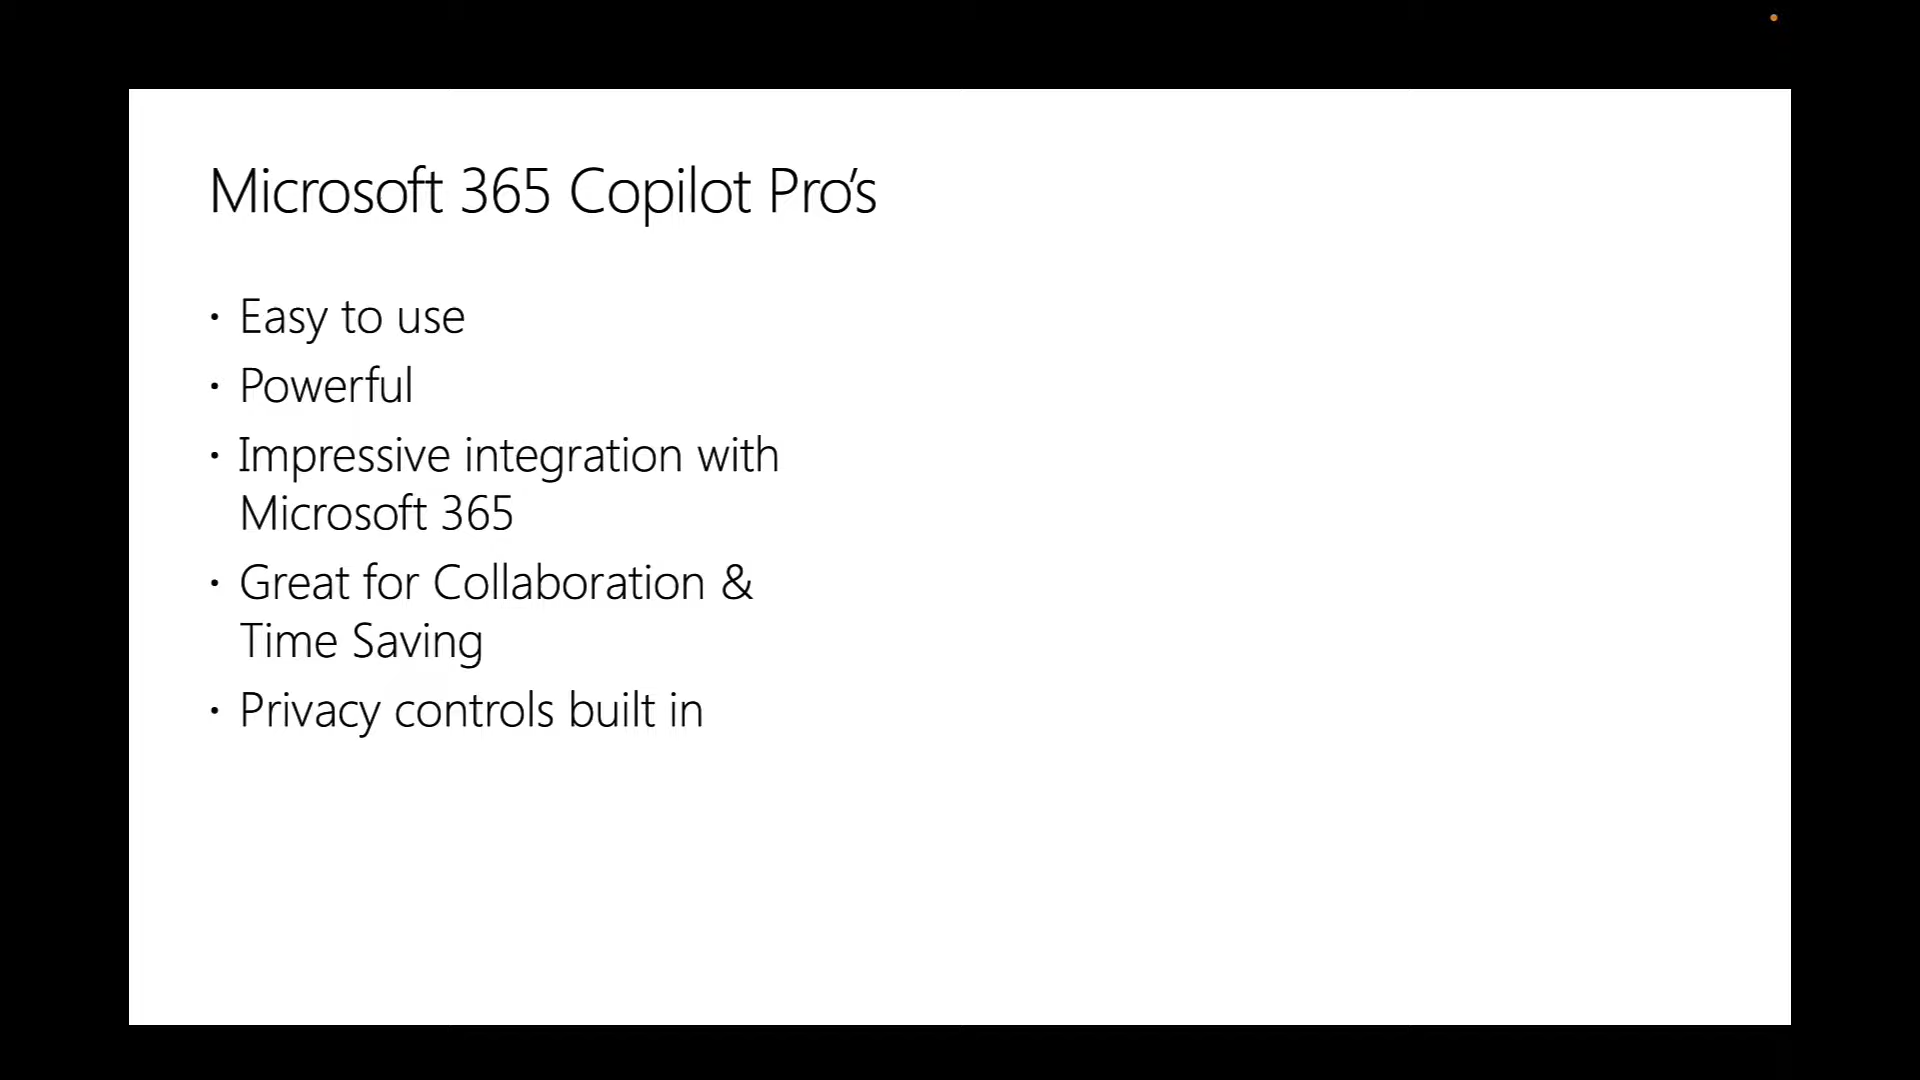 Microsoft 365 Copilot Pro’s
• Easy to use
• Powerful
• Impressive integration with
Microsoft 365
• Great for Collaboration &
Time Saving
• Privacy controls built in